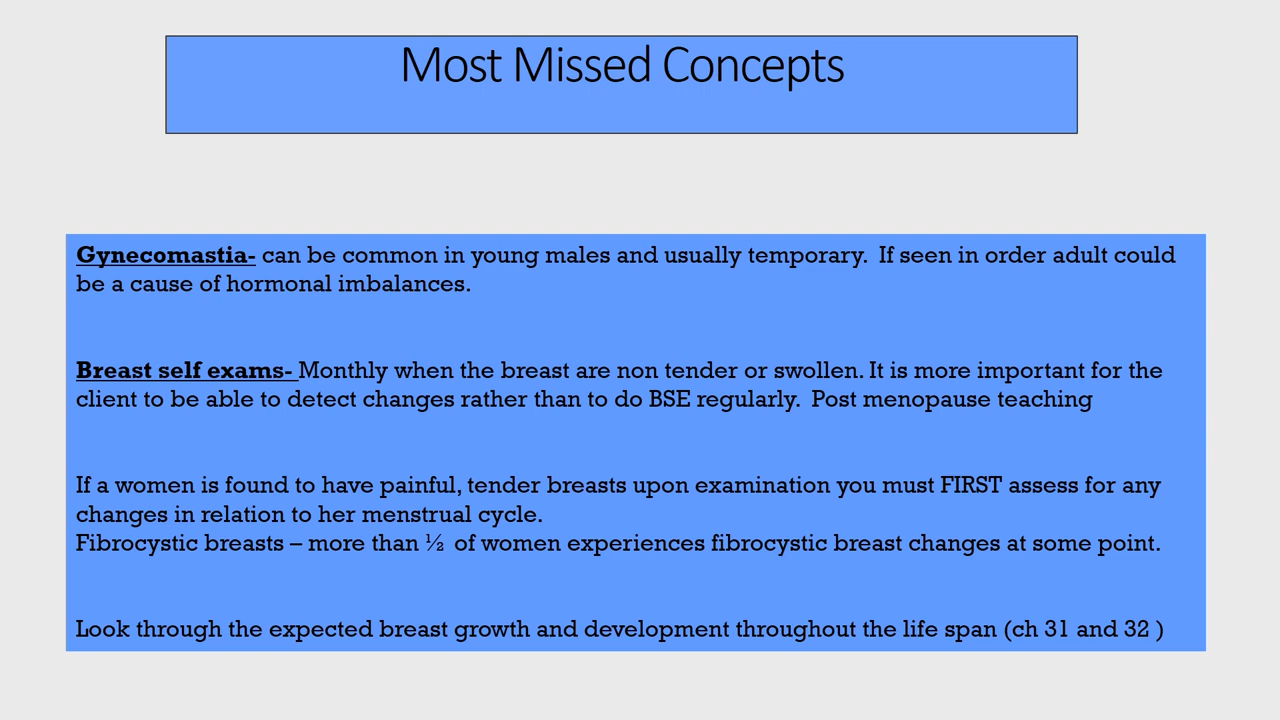 Most Missed Concepts
Gynecomastia- can be common in young males and usually temporary.  If seen in order adult could
be a cause of hormonal imbalances.
Breast self exams- Monthly when the breast are non tender or swollen. It is more important for the
client to be able to detect changes rather than to do BSE regularly.  Post menopause teaching
If a women is found to have painful, tender breasts upon examination you must FIRST assess for any
changes in relation to her menstrual cycle.
Fibrocystic breasts – more than ½  of women experiences fibrocystic breast changes at some point.
Look through the expected breast growth and development throughout the life span (ch 31 and 32 )